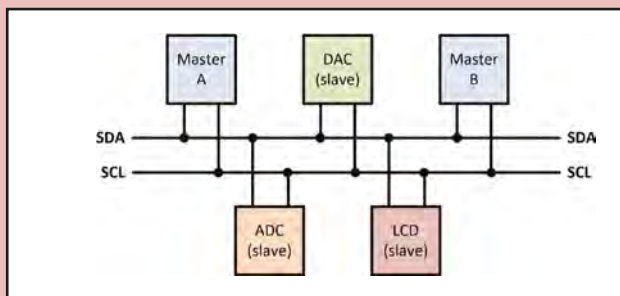 Master
A
DAC
(slave)
Master
B
SDA
SDA
SCL
SCL
ADC
(slave)
LCD
(slave)